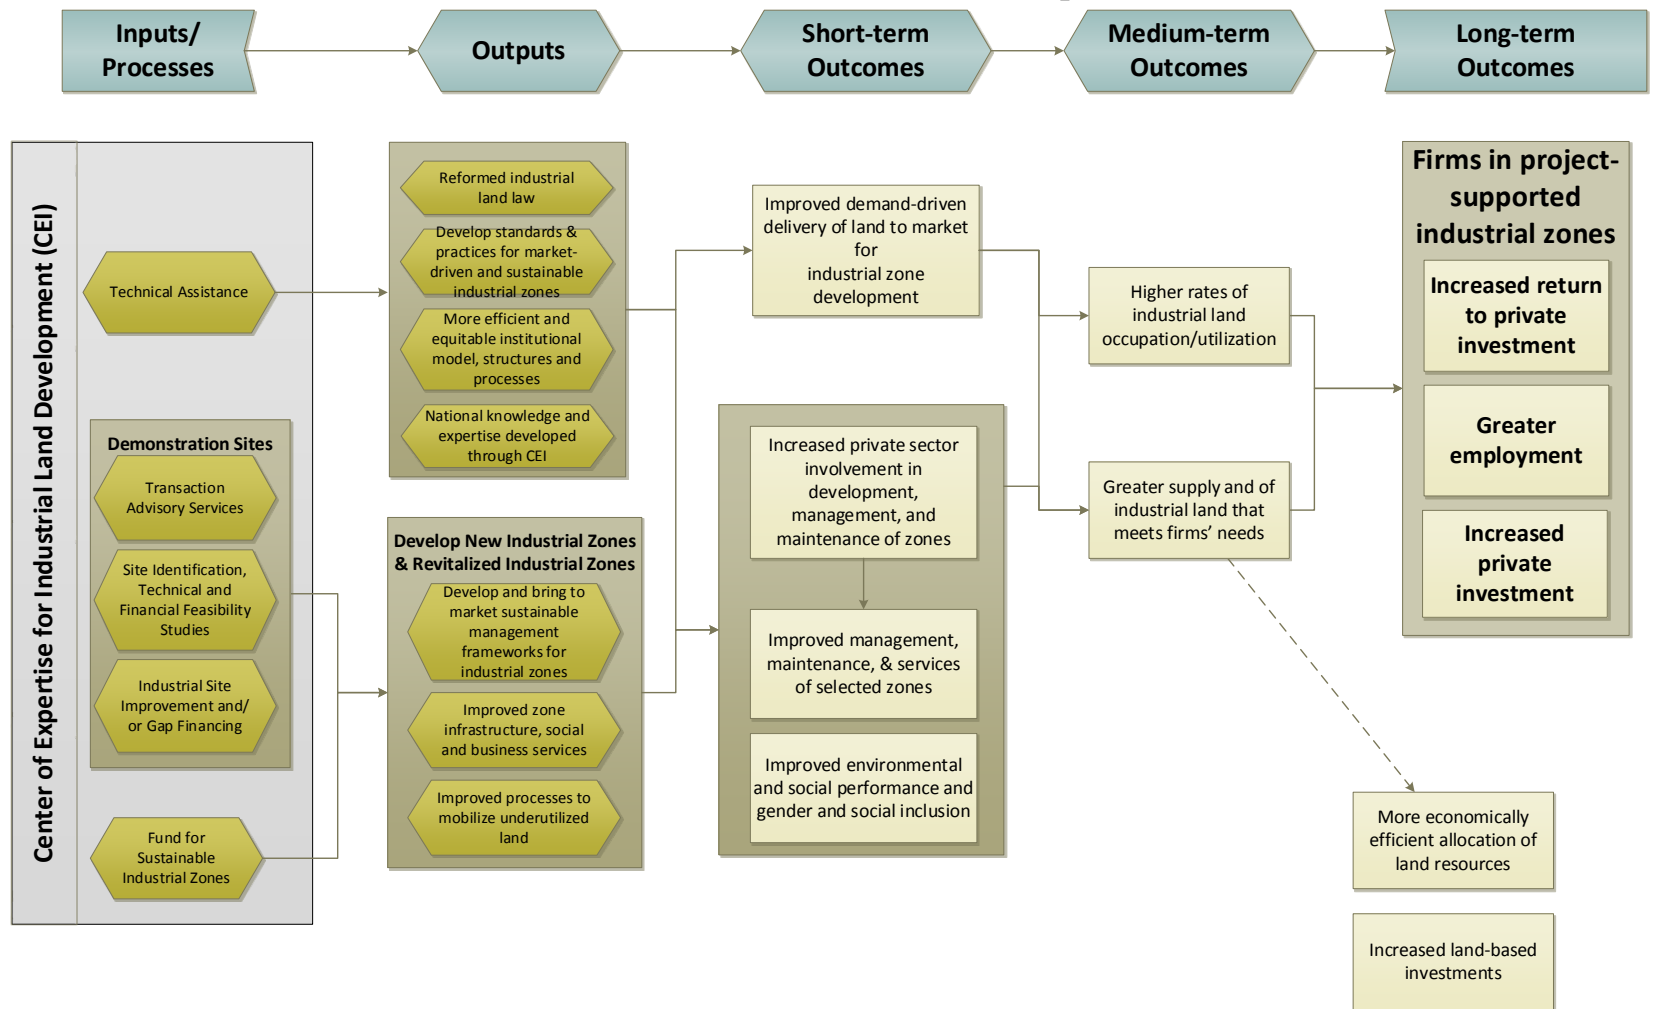 Inputs/
Processes
Outputs
Short-term
Outcomes
Medium-term
Outcomes
Long-term
Outcomes
Center of Expertise for Industrial Land Development (CEI)
Technical Assistance
Demonstration Sites
Transaction
Advisory Services
Site Identification,
Technical and
Financial Feasibility
Studies
Industrial Site
Improvement and/
or Gap Financing
Fund for
Sustainable
Industrial Zones
Reformed industrial
land law
Develop standards &
practices for market-
driven and sustainable
industrial zones
More efficient and
equitable institutional
model, structures and
processes
National knowledge and
expertise developed
through CEI
Develop New Industrial Zones
& Revitalized Industrial Zones
Develop and bring to
market sustainable
management
frameworks for
industrial zones
Improved zone
infrastructure, social
and business services
Improved processes to
mobilize underutilized
land
Improved demand-driven
delivery of land to market
for
industrial zone
development
Increased private sector
involvement in
development,
management, and
maintenance of zones
Improved management,
maintenance, & services
of selected zones
Improved environmental
and social performance and
gender and social inclusion
Higher rates of
industrial land
occupation/utilization
Greater supply and of
industrial land that
meets firms’ needs
Firms in project-
supported
industrial zones
Increased return
to private
investment
Greater
employment
Increased
private
investment
More economically
efficient allocation of
land resources
Increased land-based
investments